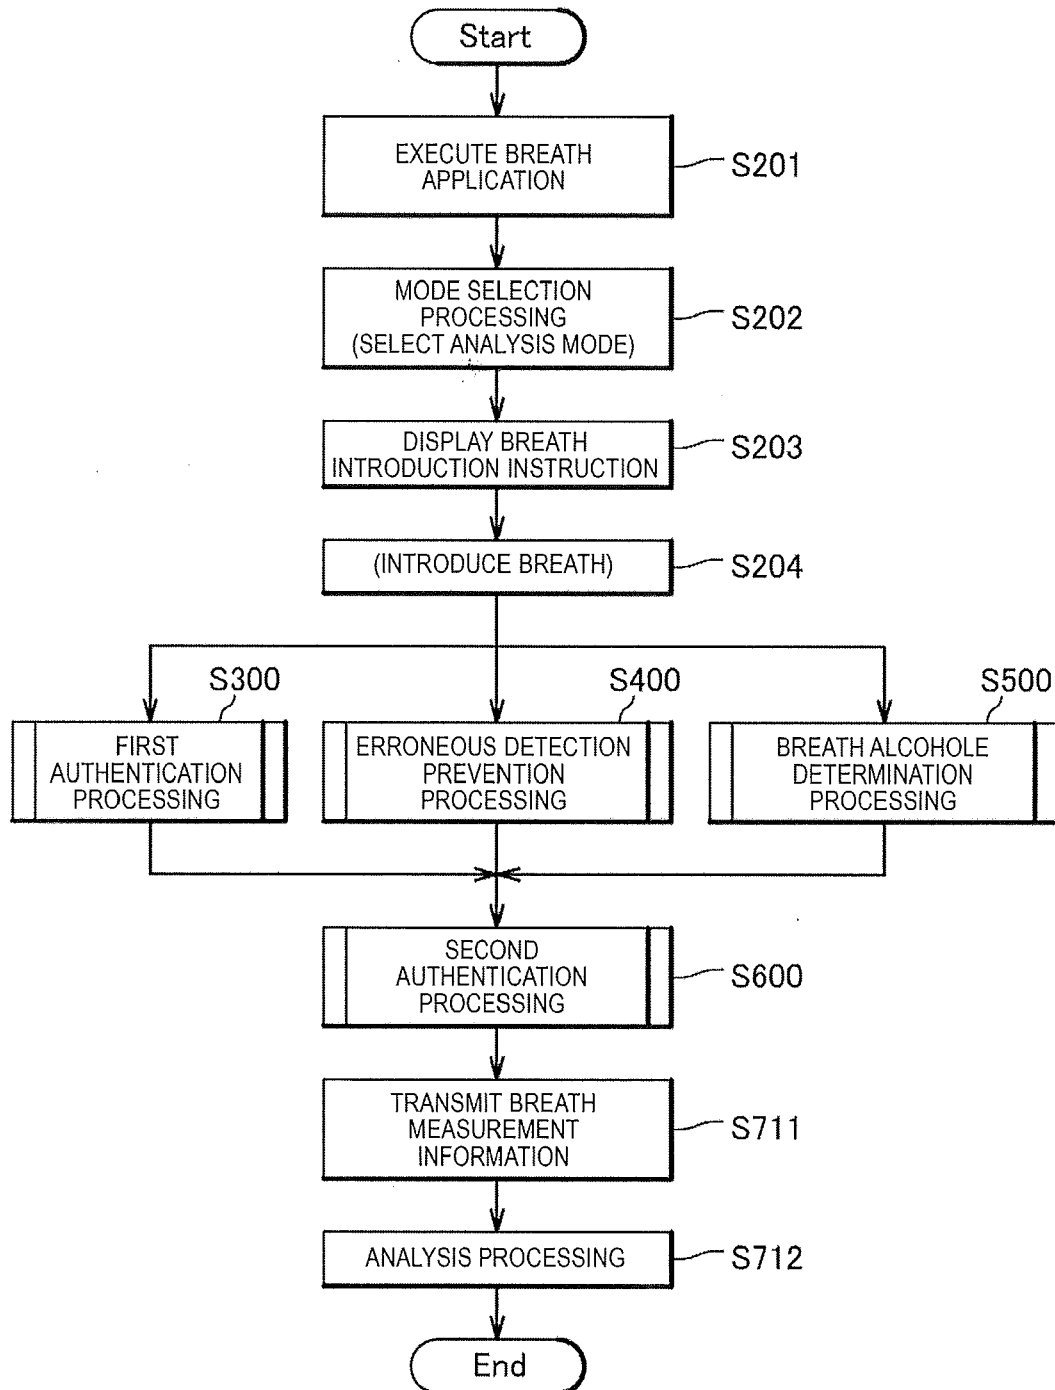 Start
EXECUTE BREATH
APPLICATION
S201
MODE SELECTION
PROCESSING
(SELECT ANALYSIS MODE)
S202
DISPLAY BREATH
INTRODUCTION INSTRUCTION
S203
(INTRODUCE BREATH)
S204
S300
FIRST
AUTHENTICATION
PROCESSING
S400
ERRONEOUS DETECTION
PREVENTION
PROCESSING
S500
BREATH ALCOHOLE
DETERMINATION
PROCESSING
SECOND
AUTHENTICATION
PROCESSING
S600
TRANSMIT BREATH
MEASUREMENT
INFORMATION
S711
ANALYSIS PROCESSING
S712
End